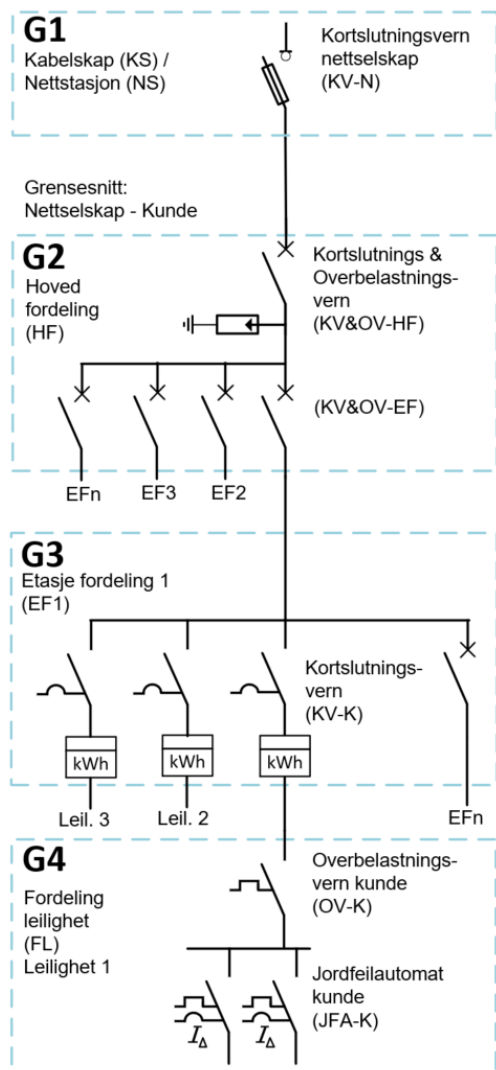 G1
Kabelskap (KS) /
Nettstasjon (NS)
Kortslutningsvern
nettselskap
(KV-N)
Grensesnitt:
Nettselskap - Kunde
G2
Hoved
fordeling
(HF)
Kortslutnings &
Overbelastnings-
vern
(KV&OV-HF)
(KV&OV-EF)
EFn
EF3
EF2
G3
Etasje fordeling 1
(EF1)
Kortslutnings-
vern
(KV-K)
kWh
kWh
kWh
Leil. 3
Leil. 2
EFn
G4
Fordeling
leilighet
(FL)
Leilighet 1
Overbelastnings-
vern kunde
(OV-K)
Jordfeilautomat
kunde
(JFA-K)
IΔ
IΔ